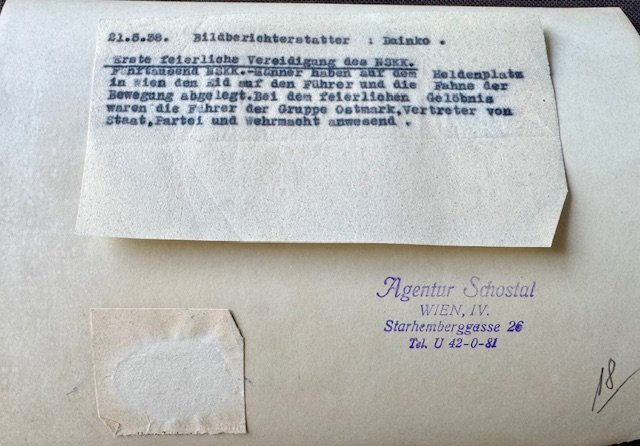 21.5.38. Bildberichterstatter : Dainko .
Erste feierliche Vereidigung des NSKK.
Fünftausend NSKK.-Männer haben auf dem Heldenplatz
in Wien den Eid auf den Führer und die Fahne der
Bewegung abgelegt.Bei dem feierlichen Gelöbnis
waren die Führer der Gruppe Ostmark,Vertreter von
Staat,Partei und Wehrmacht anwesend .
Agentur Schostal
WIEN, IV.
Starhemberggasse 26
Tel. U 42-0-81
18